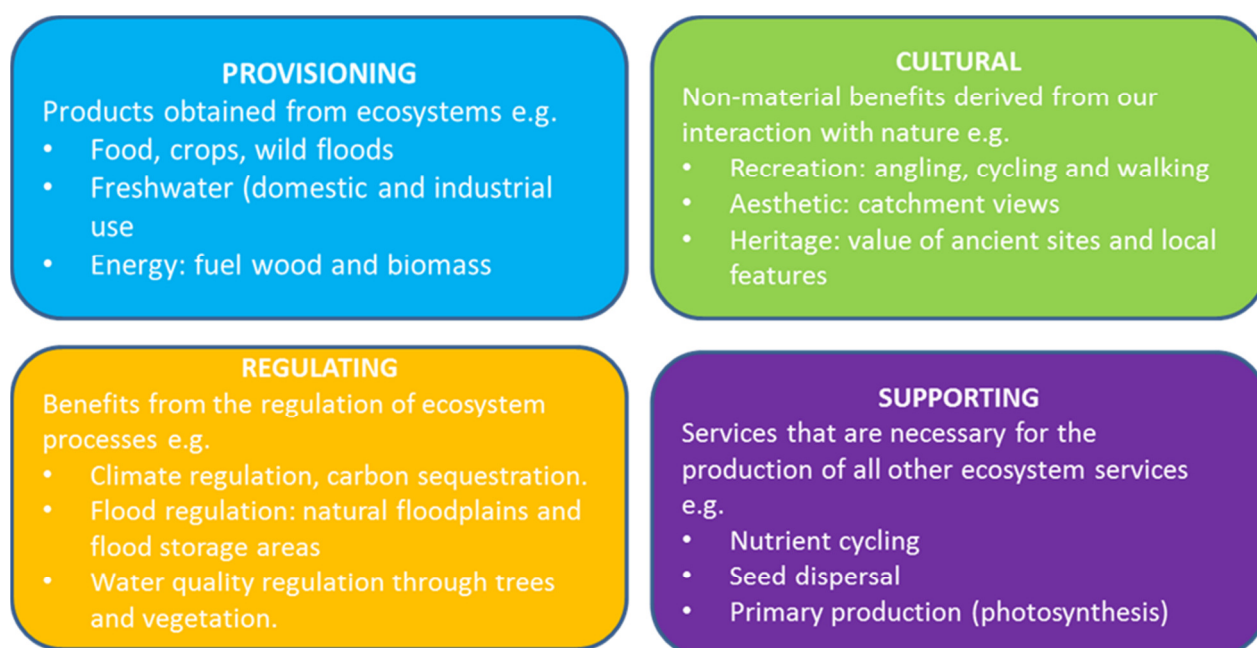 PROVISIONING
Products obtained from ecosystems e.g.
• Food, crops, wild floods
• Freshwater (domestic and industrial
use
• Energy: fuel wood and biomass
CULTURAL
Non-material benefits derived from our
interaction with nature e.g.
• Recreation: angling, cycling and walking
• Aesthetic: catchment views
• Heritage: value of ancient sites and local
features
REGULATING
Benefits from the regulation of ecosystem
processes e.g.
• Climate regulation, carbon sequestration.
• Flood regulation: natural floodplains and
flood storage areas
• Water quality regulation through trees
and vegetation.
SUPPORTING
Services that are necessary for the
production of all other ecosystem services
e.g.
• Nutrient cycling
• Seed dispersal
• Primary production (photosynthesis)